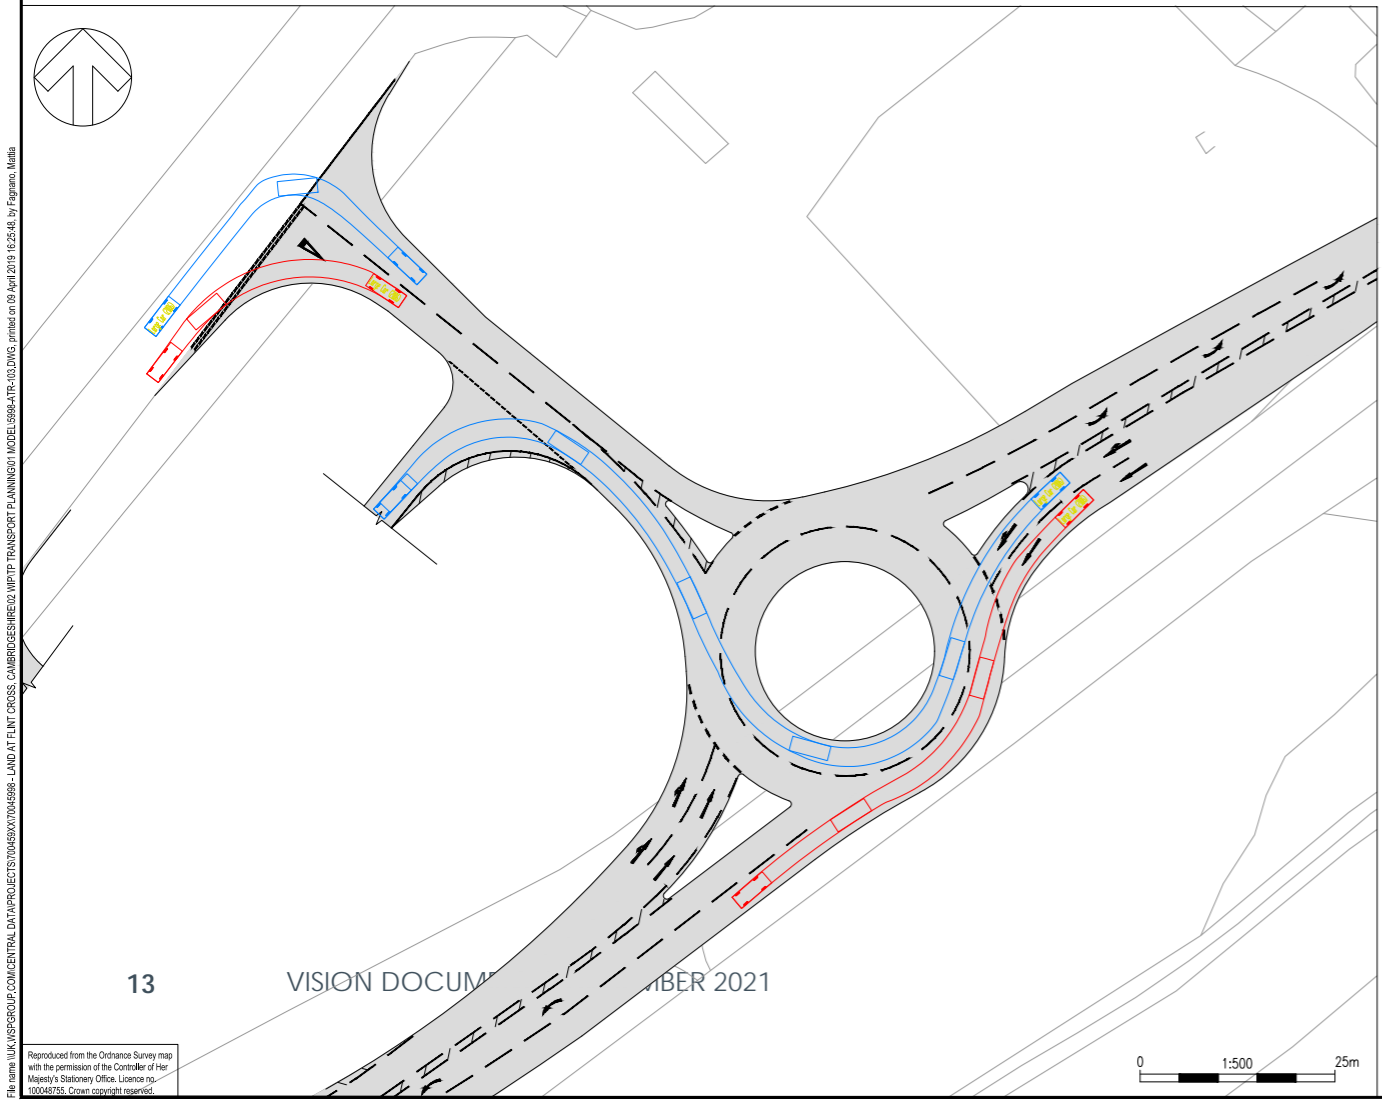 File name \\UK.WSPGROUP.COM\CENTRAL DATA\PROJECTS\700459XX\70045998 - LAND AT FLINT CROSS, CAMBRIDGESHIRE\02 WIP\TP TRANSPORT PLANNING\01 MODEL\5998-ATR-103.DWG, printed on 09 April 2019 16:25:48, by Fagnano, Mattia
13
VISION DOCUM
MBER 2021
Reproduced from the Ordnance Survey map
with the permission of the Controller of Her
Majesty's Stationery Office. Licence no.
100048755. Crown copyright reserved.
0 1:500 25m